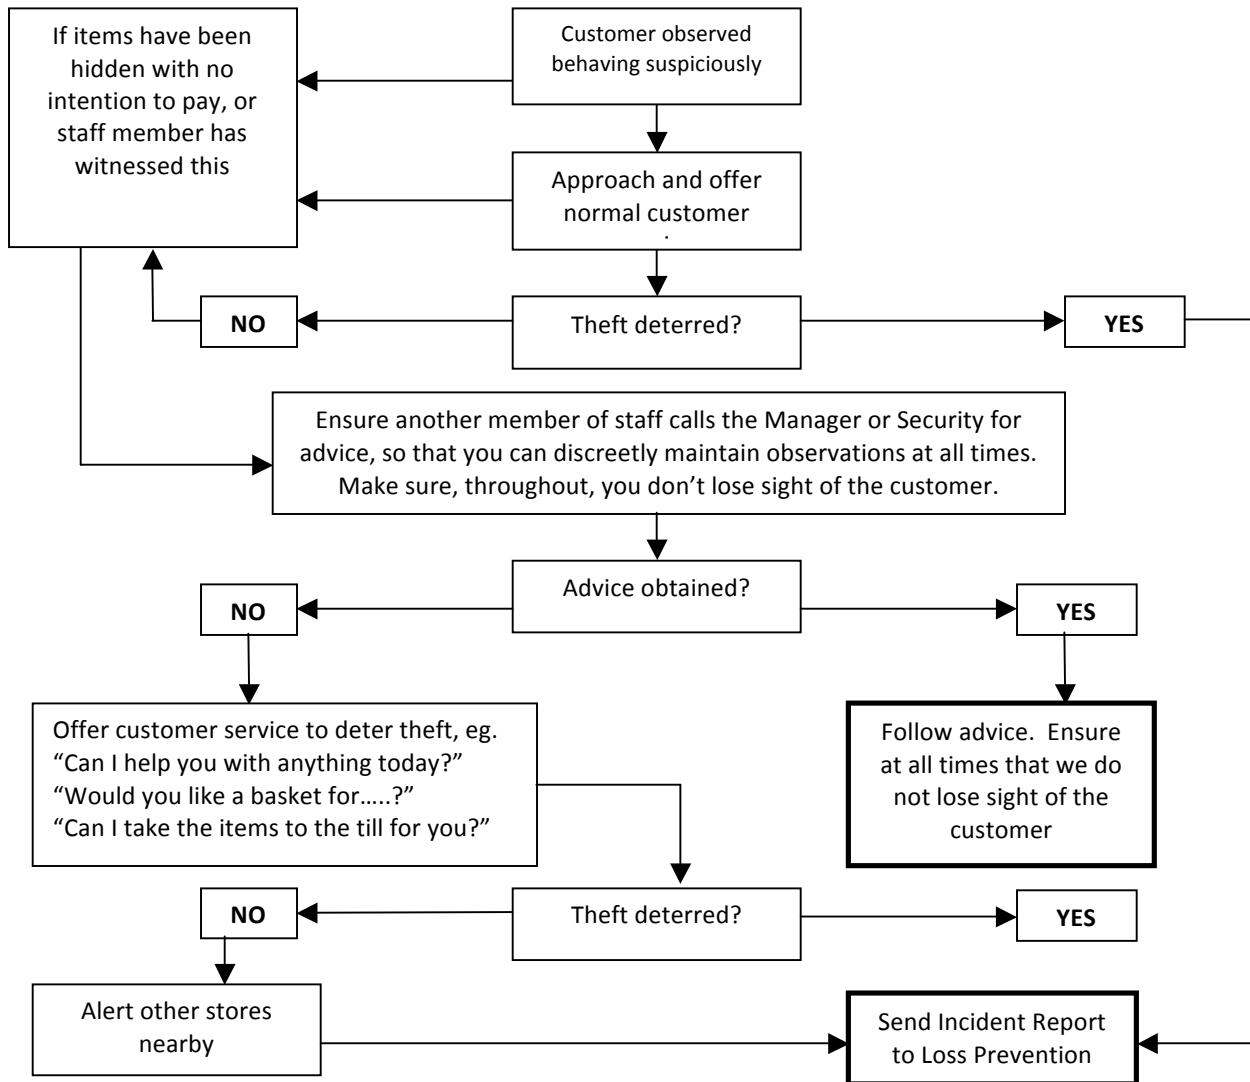 If items have been
hidden with no
intention to pay, or
staff member has
witnessed this
Customer observed
behaving suspiciously
Approach and offer
normal customer
.
NO
Theft deterred?
YES
Ensure another member of staff calls the Manager or Security for
advice, so that you can discreetly maintain observations at all times.
Make sure, throughout, you don’t lose sight of the customer.
Advice obtained?
NO
YES
Offer customer service to deter theft, eg.
“Can I help you with anything today?”
“Would you like a basket for…..?”
“Can I take the items to the till for you?”
Follow advice.  Ensure
at all times that we do
not lose sight of the
customer
NO
Theft deterred?
YES
Alert other stores
nearby
Send Incident Report
to Loss Prevention